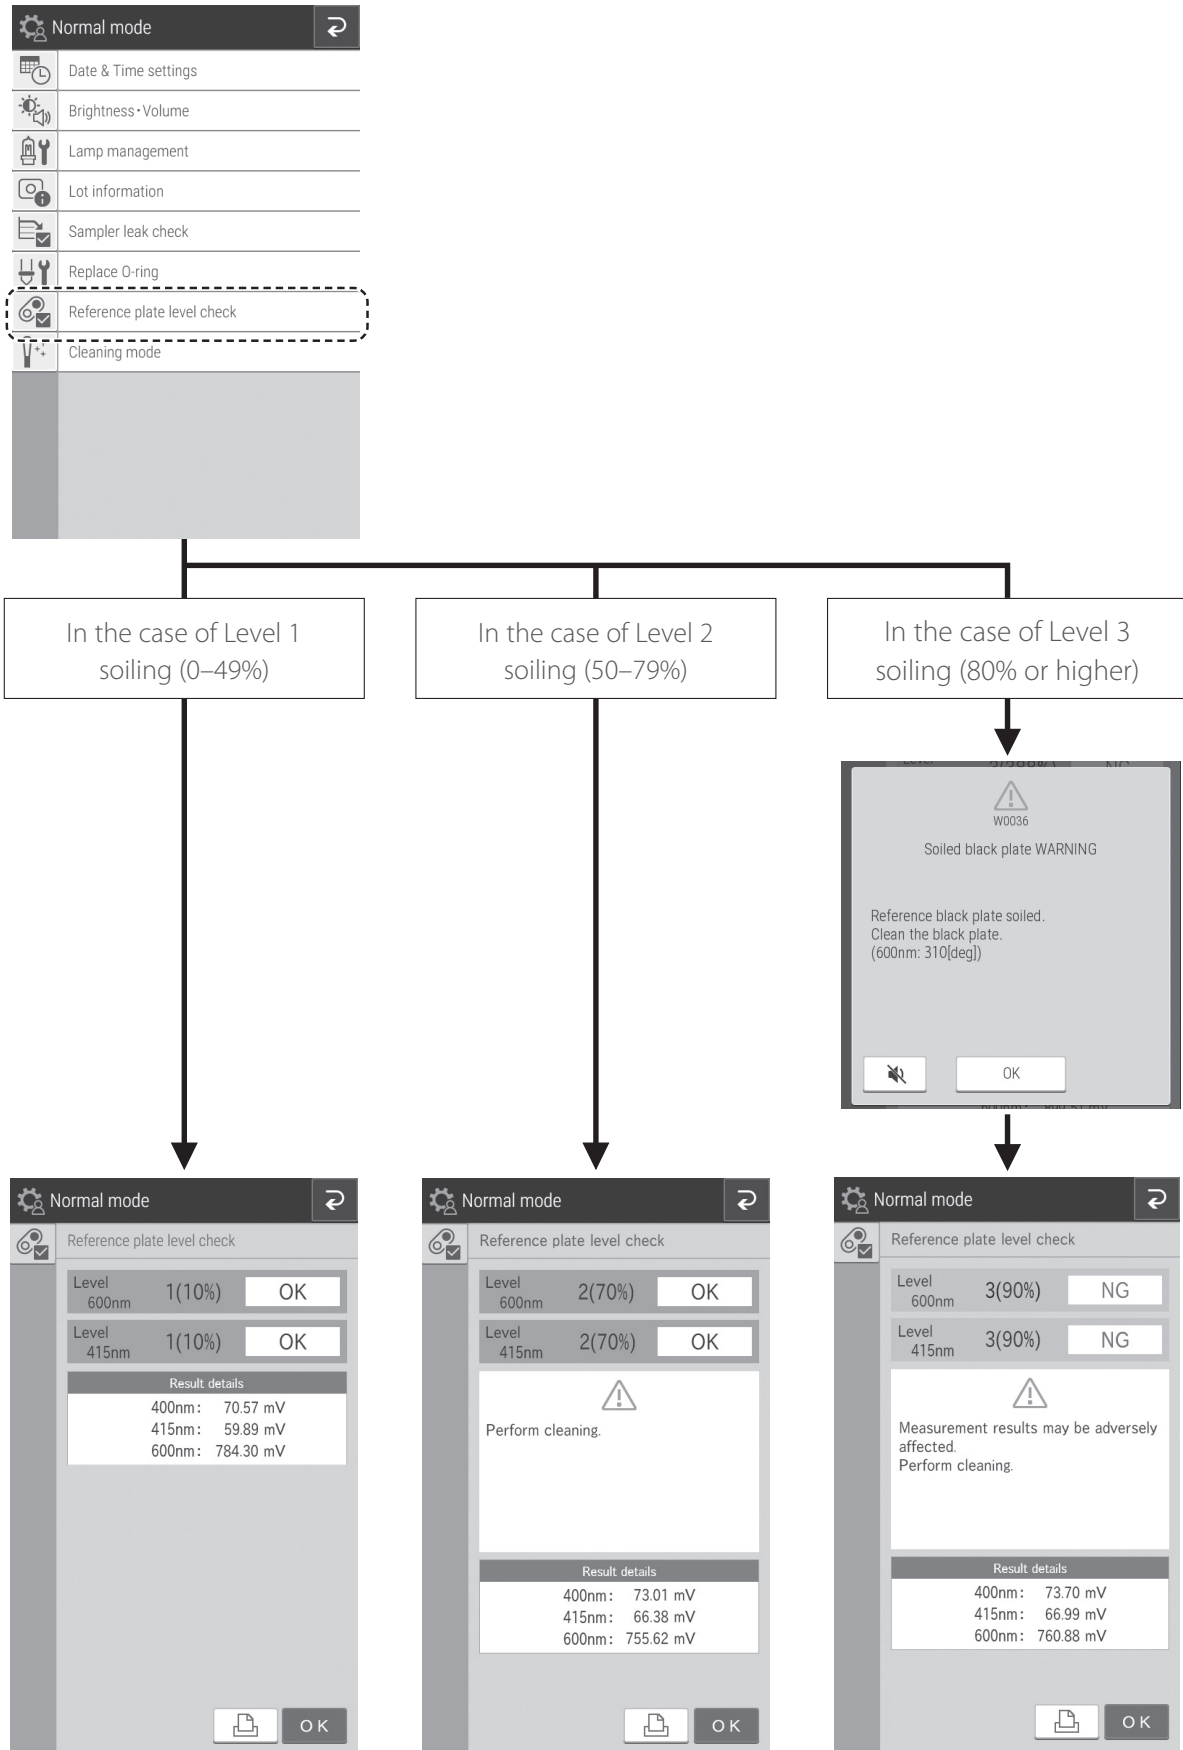 Normal mode
Date & Time settings
Brightness・Volume
Lamp management
Lot information
Sampler leak check
Replace O-ring
Reference plate level check
Cleaning mode
In the case of Level 1
soiling (0–49%)
In the case of Level 2
soiling (50–79%)
In the case of Level 3
soiling (80% or higher)
W0036
Soiled black plate WARNING
Reference black plate soiled.
Clean the black plate.
(600nm: 310[deg])
OK
Normal mode
Reference plate level check
Level
600nm 1(10%) OK
Level
415nm 1(10%) OK
Result details
400nm: 70.57 mV
415nm: 59.89 mV
600nm: 784.30 mV
OK
Normal mode
Reference plate level check
Level
600nm 2(70%) OK
Level
415nm 2(70%) OK
Perform cleaning.
Result details
400nm: 73.01 mV
415nm: 66.38 mV
600nm: 755.62 mV
OK
Normal mode
Reference plate level check
Level
600nm 3(90%) NG
Level
415nm 3(90%) NG
Measurement results may be adversely
affected.
Perform cleaning.
Result details
400nm: 73.70 mV
415nm: 66.99 mV
600nm: 760.88 mV
OK